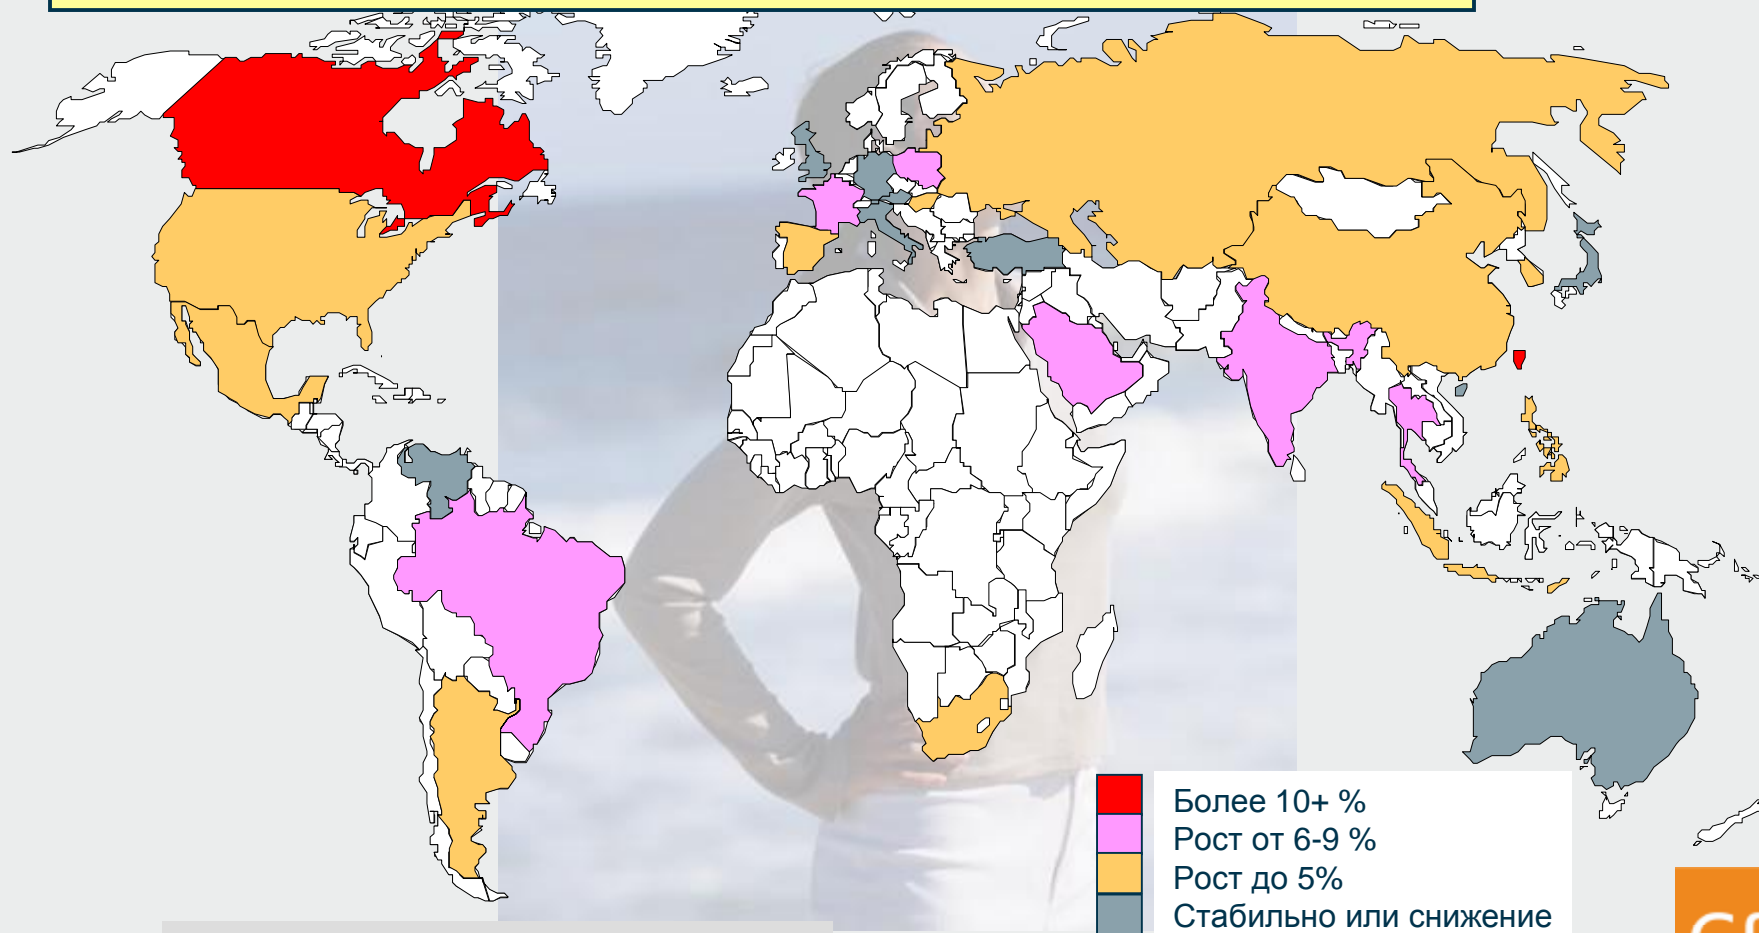 Более 10+ %
Рост от 6-9 %
Рост до 5%
Стабильно или снижение